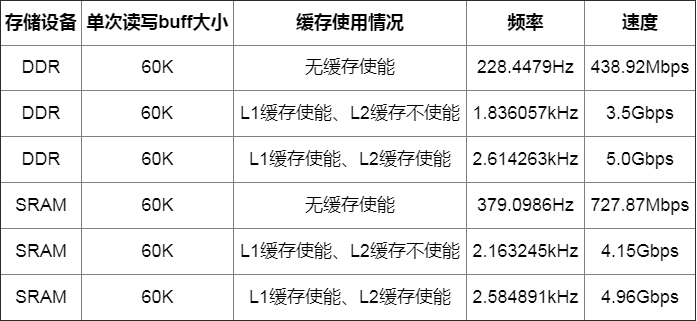 存储设备 单次读写buff大小 缓存使用情况 频率 速度
DDR 60K 无缓存使能 228.4479Hz 438.92Mbps
DDR 60K L1缓存使能、L2缓存不使能 1.836057kHz 3.5Gbps
DDR 60K L1缓存使能、L2缓存使能 2.614263kHz 5.0Gbps
SRAM 60K 无缓存使能 379.0986Hz 727.87Mbps
SRAM 60K L1缓存使能、L2缓存不使能 2.163245kHz 4.15Gbps
SRAM 60K L1缓存使能、L2缓存使能 2.584891kHz 4.96Gbps